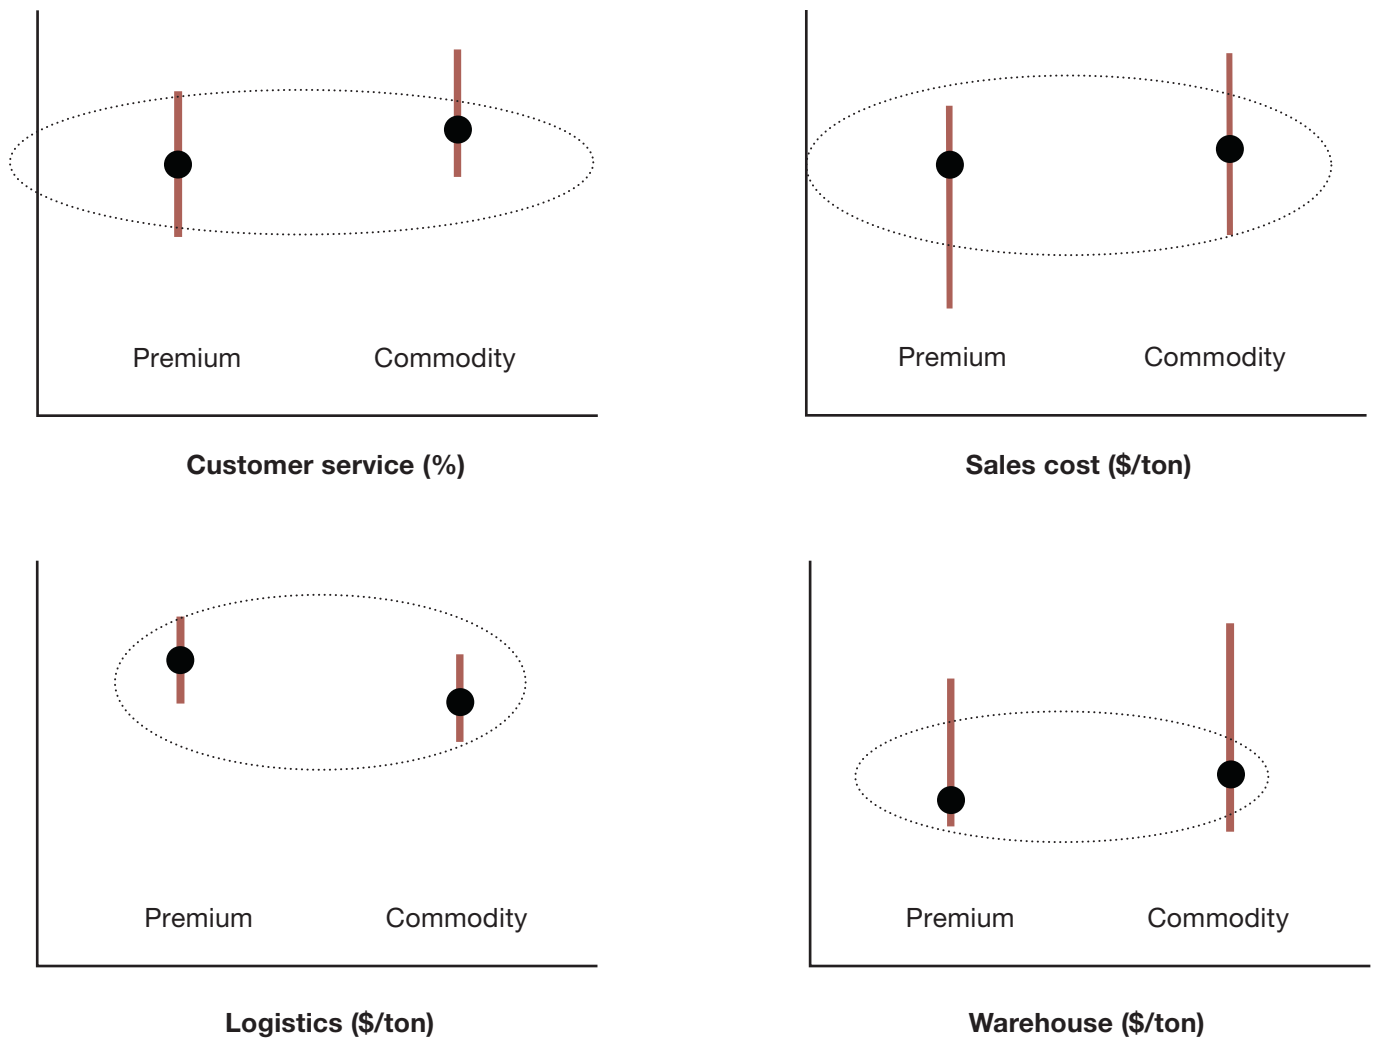 Premium Commodity
Customer service (%)
Premium Commodity
Sales cost ($/ton)
Premium Commodity
Logistics ($/ton)
Premium Commodity
Warehouse ($/ton)